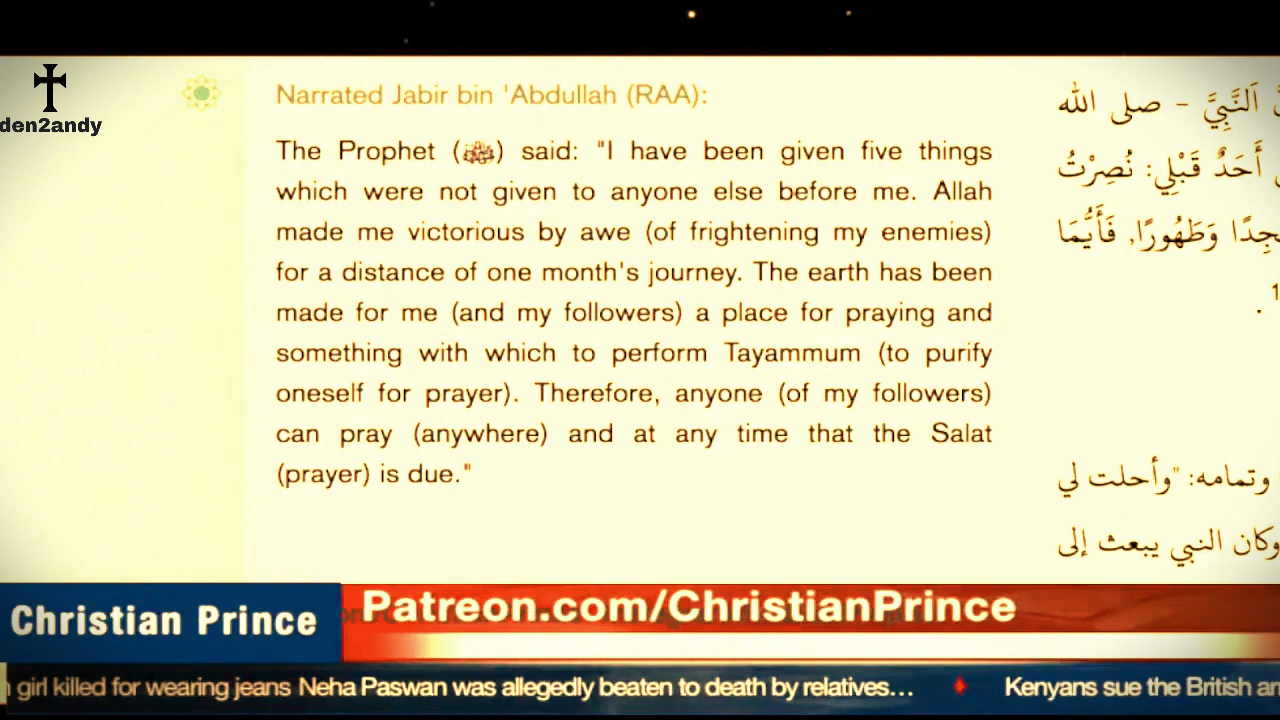 den2andy
Narrated Jabir bin 'Abdullah (RAA):
The Prophet (ﷺ) said: "I have been given five things
which were not given to anyone else before me. Allah
made me victorious by awe (of frightening my enemies)
for a distance of one month's journey. The earth has been
made for me (and my followers) a place for praying and
something with which to perform Tayammum (to purify
oneself for prayer). Therefore, anyone (of my followers)
can pray (anywhere) and at any time that the Salat
(prayer) is due."
اَلنَّبِيَّ - صلى الله
أَحَدٌ قَبْلِي: نُصِرْتُ
وَطَهُورًا, فَأَيُّمَا
1
.
وتمامه: "وأحلت لي
وكان النبي يبعث إلى
Christian Prince
Patreon.com/ChristianPrince
girl killed for wearing jeans Neha Paswan was allegedly beaten to death by relatives... Kenyans sue the British